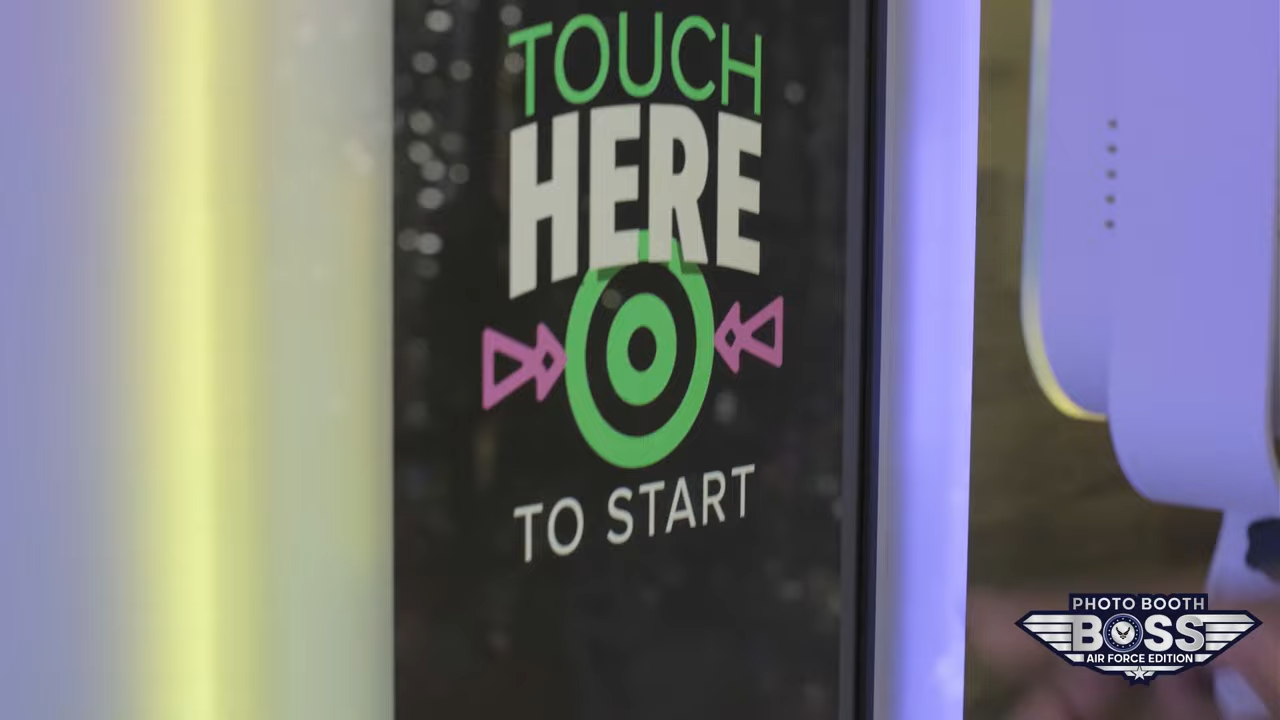 TOUCH
HERE
TO START
PHOTO BOOTH
BOSS
AIR FORCE EDITION